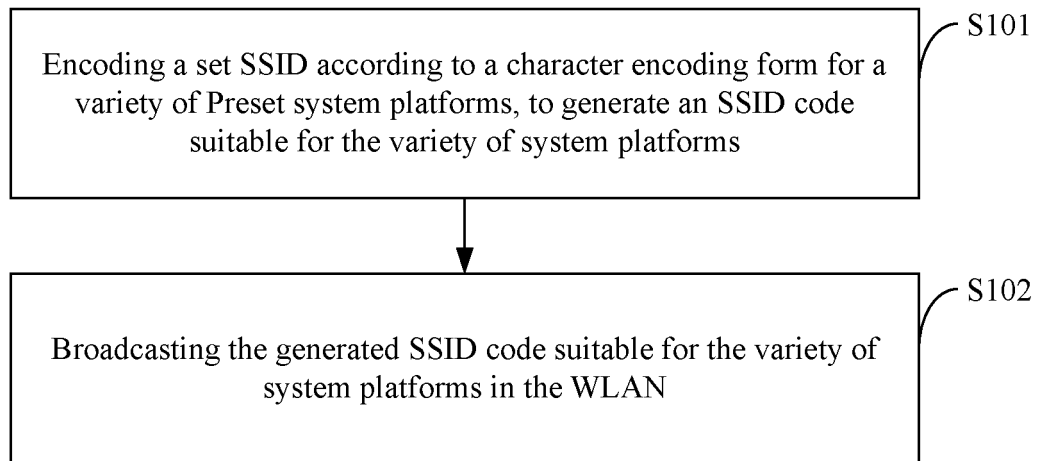 S101
Encoding a set SSID according to a character encoding form for a
variety of Preset system platforms, to generate an SSID code
suitable for the variety of system platforms
S102
Broadcasting the generated SSID code suitable for the variety of
system platforms in the WLAN